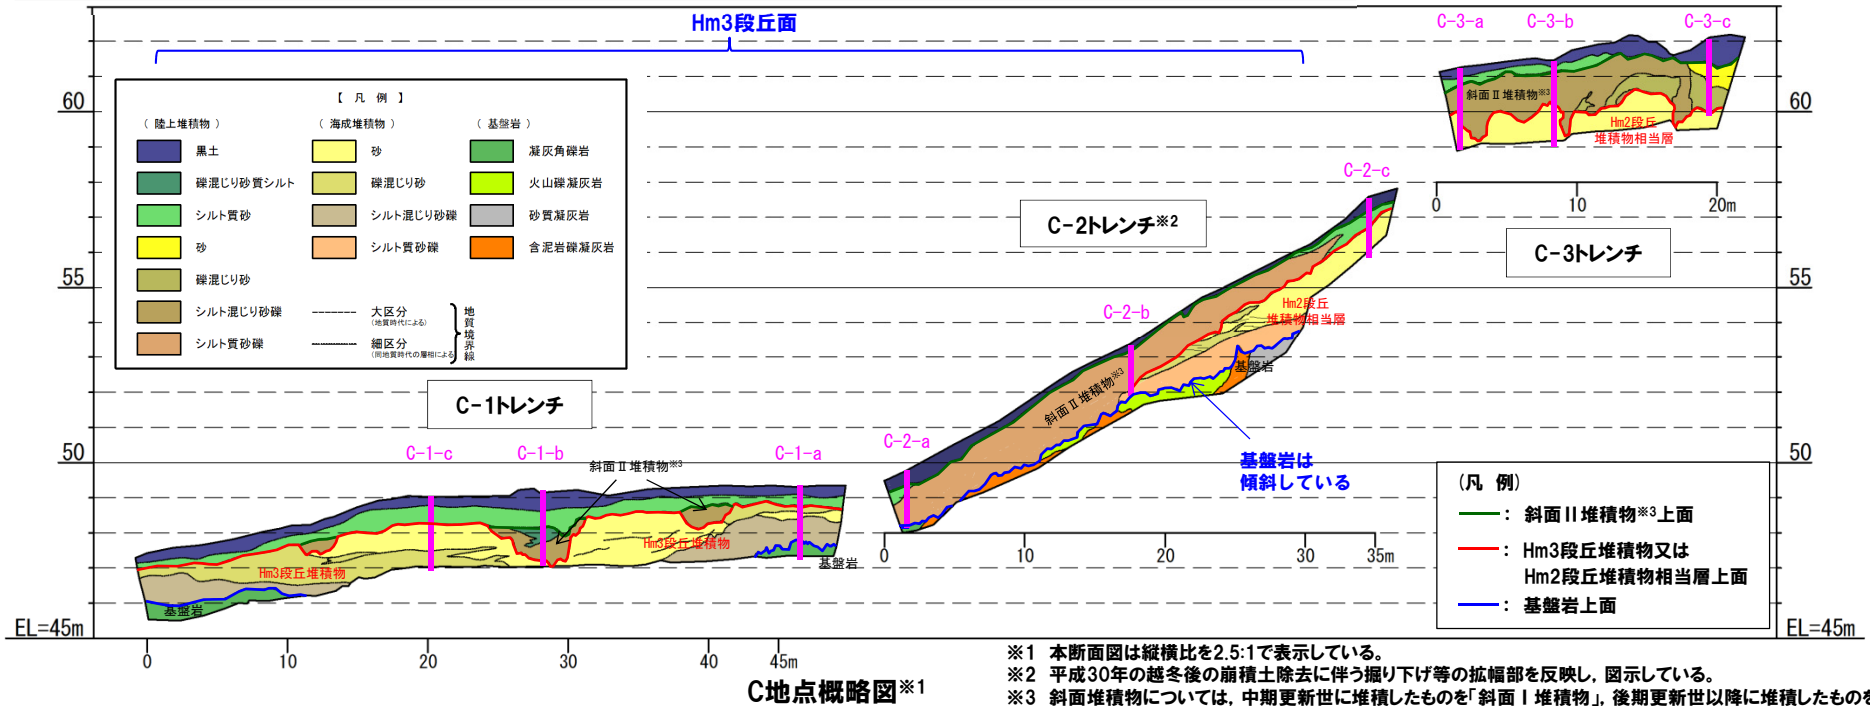 Hm3段丘面
C-3-a C-3-b C-3-c
【 凡 例 】
（ 陸上堆積物 ） （ 海成堆積物 ） （ 基盤岩 ）
黒土 砂 凝灰角礫岩
礫混じり砂質シルト 礫混じり砂 火山礫凝灰岩
シルト質砂 シルト混じり砂礫 砂質凝灰岩
砂 シルト質砂礫 含泥岩礫凝灰岩
礫混じり砂
シルト混じり砂礫
シルト質砂礫
大区分
(地質時代による)
細区分
(同地質時代の層相による)
地質境界線
60
55
50
EL=45m
斜面Ⅱ堆積物※3
Hm2段丘
堆積物相当層
60
0 10 20m
C-3トレンチ
C-2-c
C-2トレンチ※2
C-2-b
Hm2段丘
堆積物相当層
基盤岩
斜面Ⅱ堆積物※3
C-2-a
基盤岩は
傾斜している
0 10 20 30 35m
C-1トレンチ
C-1-c C-1-b C-1-a
斜面Ⅱ堆積物※3
Hm3段丘堆積物
Hm3段丘堆積物
基盤岩
基盤岩
0 10 20 30 40 45m
55
50
EL=45m
(凡 例)
： 斜面Ⅱ堆積物※3上面
： Hm3段丘堆積物又は
Hm2段丘堆積物相当層上面
： 基盤岩上面
C地点概略図※1
※1 本断面図は縦横比を2.5:1で表示している。
※2 平成30年の越冬後の崩積土除去に伴う掘り下げ等の拡幅部を反映し，図示している。
※3 斜面堆積物については，中期更新世に堆積したものを「斜面Ⅰ堆積物」，後期更新世以降に堆積したものを